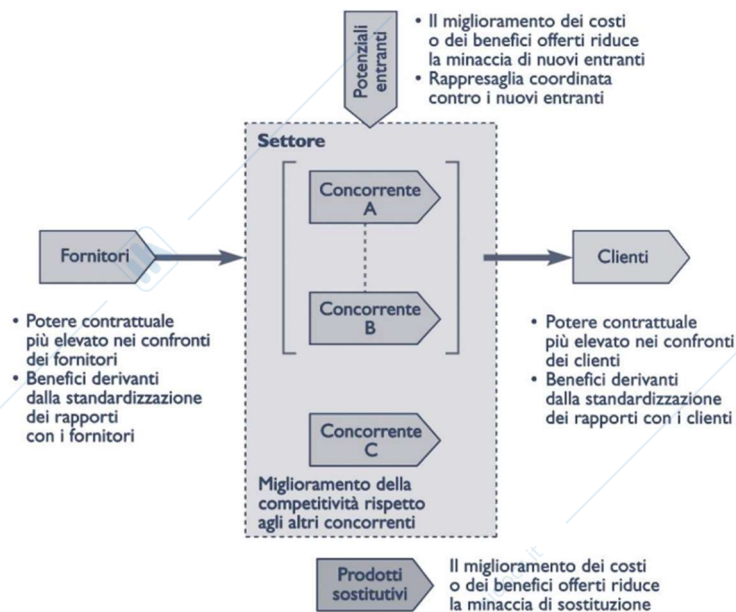 Potenziali
entranti
• Il miglioramento dei costi
o dei benefici offerti riduce
la minaccia di nuovi entranti
• Rappresaglia coordinata
contro i nuovi entranti
Settore
Concorrente
A
Fornitori
Clienti
Concorrente
B
• Potere contrattuale
più elevato nei confronti
dei fornitori
• Benefici derivanti
dalla standardizzazione
dei rapporti
con i fornitori
• Potere contrattuale
più elevato nei confronti
dei clienti
• Benefici derivanti
dalla standardizzazione
dei rapporti con i clienti
Concorrente
C
Miglioramento della
competitività rispetto
agli altri concorrenti
Prodotti
sostitutivi
Il miglioramento dei costi
o dei benefici offerti riduce
la minaccia di sostituzione